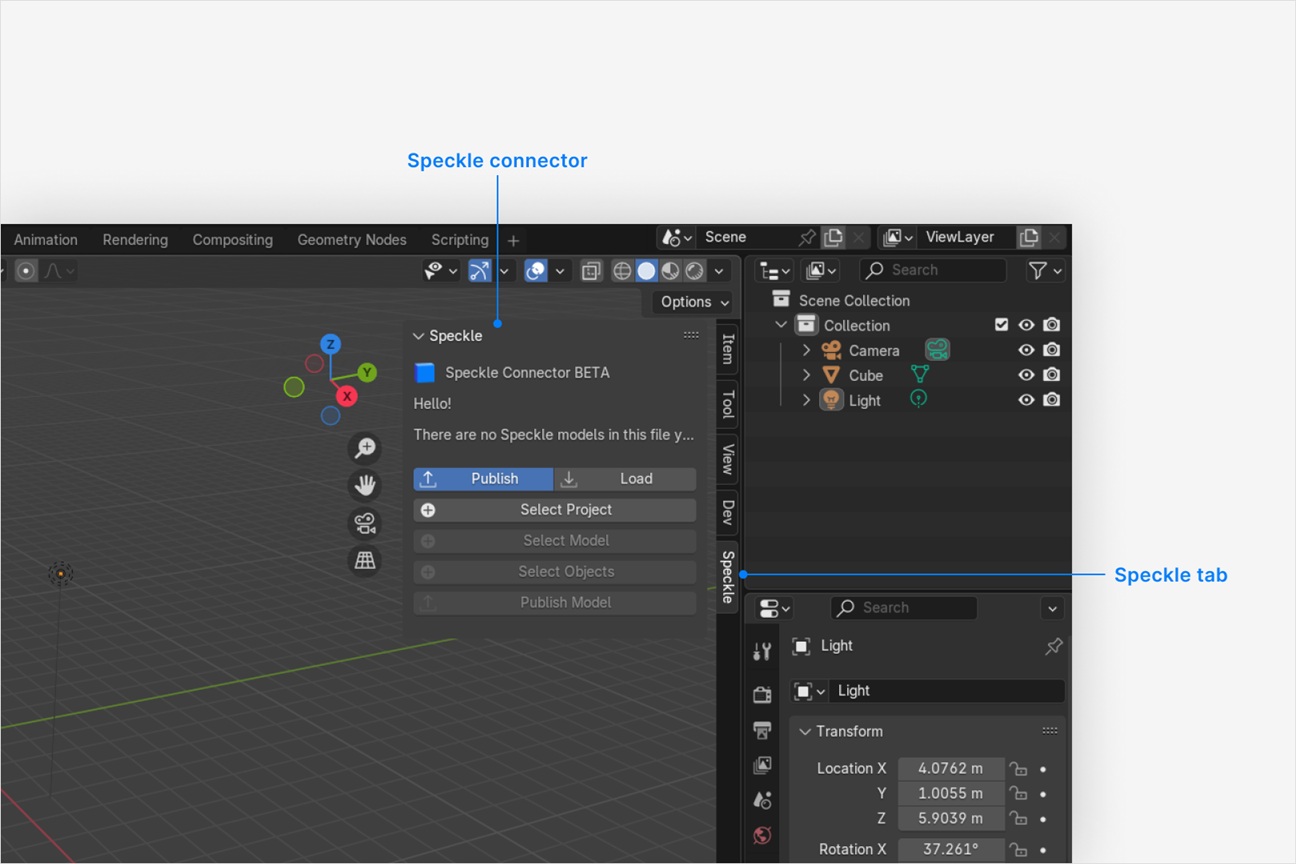 Speckle connector
Animation Rendering Compositing Geometry Nodes Scripting + Scene ViewLayer
Search
Options
Scene Collection
Collection
Camera
Cube
Light
Z
Y
X
Speckle
Speckle Connector BETA
Hello!
There are no Speckle models in this file y...
Publish Load
Select Project
Select Model
Select Objects
Publish Model
Item
Tool
View
Dev
Speckle
Speckle tab
Search
Light
Light
Transform
Location X 4.0762 m
Y 1.0055 m
Z 5.9039 m
Rotation X 37.261°